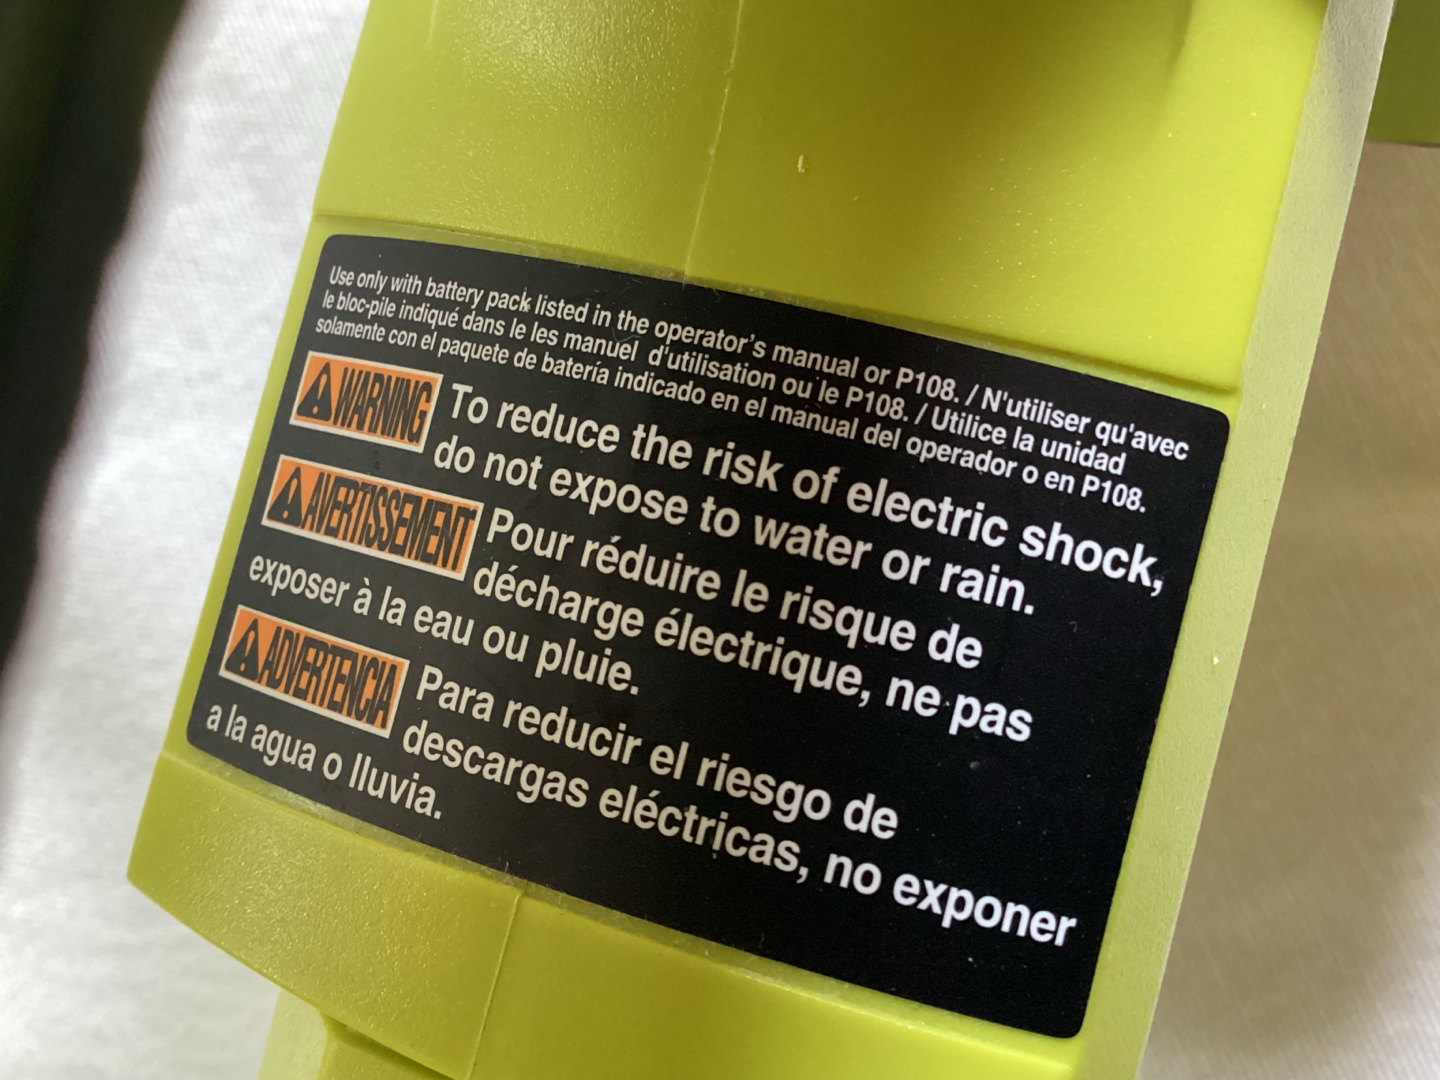 Use only with battery pack listed in the operator's manual or P108. / N'utiliser qu'avec
le bloc-pile indiqué dans le les manuel d'utilisation ou le P108. / Utilice la unidad
solamente con el paquete de batería indicado en el manual del operador o en P108.
WARNING To reduce the risk of electric shock,
do not expose to water or rain.
AVERTISSEMENT Pour réduire le risque de
décharge électrique, ne pas
exposer à la eau ou pluie.
ADVERTENCIA Para reducir el riesgo de
descargas eléctricas, no exponer
a la agua o lluvia.